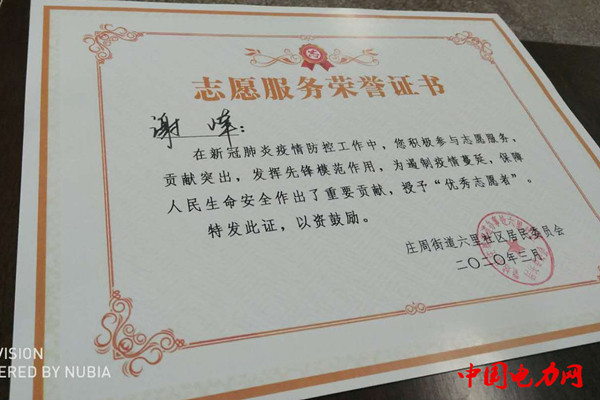 志愿服务荣誉证书
谢峰：
在新冠肺炎疫情防控工作中，您积极参与志愿服务，
贡献突出，发挥先锋模范作用，为遏制疫情蔓延，保障
人民生命安全作出了重要贡献，授予“优秀志愿者”。
特发此证，以资鼓励。
庄周街道六里社区居民委员会
二〇二〇年三月
VISION
ERED BY NUBIA
中国电力网